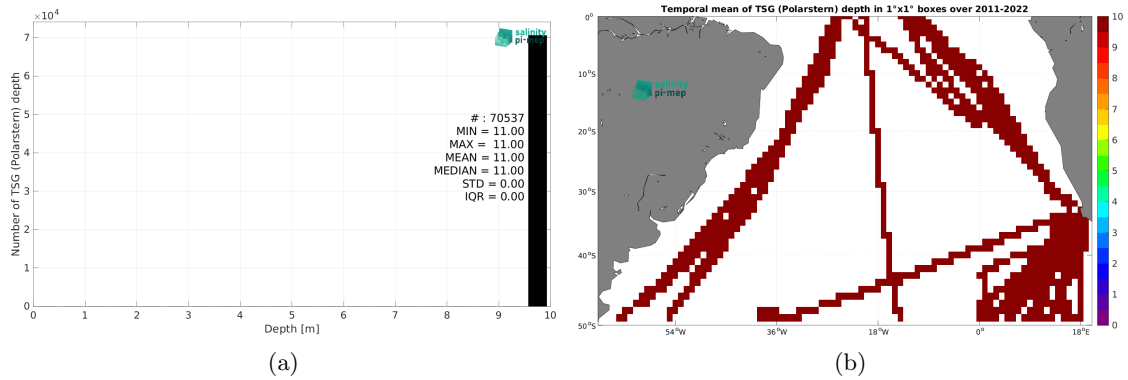 ×10⁴
7
6
5
4
3
2
1
0
Number of TSG (Polarstern) depth
salinity
pi-mep
# : 70537
MIN = 11.00
MAX = 11.00
MEAN = 11.00
MEDIAN = 11.00
STD = 0.00
IQR = 0.00
0 1 2 3 4 5 6 7 8 9 10
Depth [m]
(a)
Temporal mean of TSG (Polarstern) depth in 1°x1° boxes over 2011-2022
0°
10°S
20°S
30°S
40°S
50°S
salinity
pi-mep
54°W 36°W 18°W 0° 18°E
10
9
8
7
6
5
4
3
2
1
0
(b)